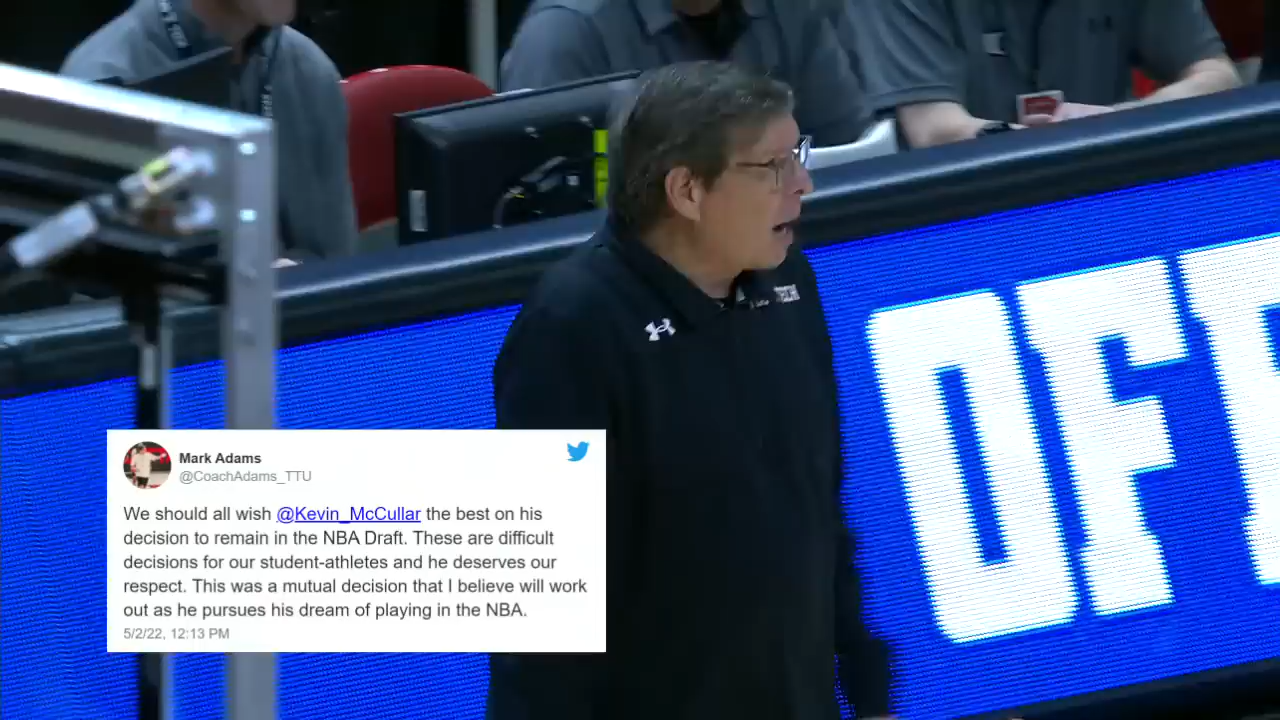 TECH
OFF
Mark Adams
@CoachAdams_TTU
We should all wish @Kevin_McCullar the best on his
decision to remain in the NBA Draft. These are difficult
decisions for our student-athletes and he deserves our
respect. This was a mutual decision that I believe will work
out as he pursues his dream of playing in the NBA.
5/2/22, 12:13 PM